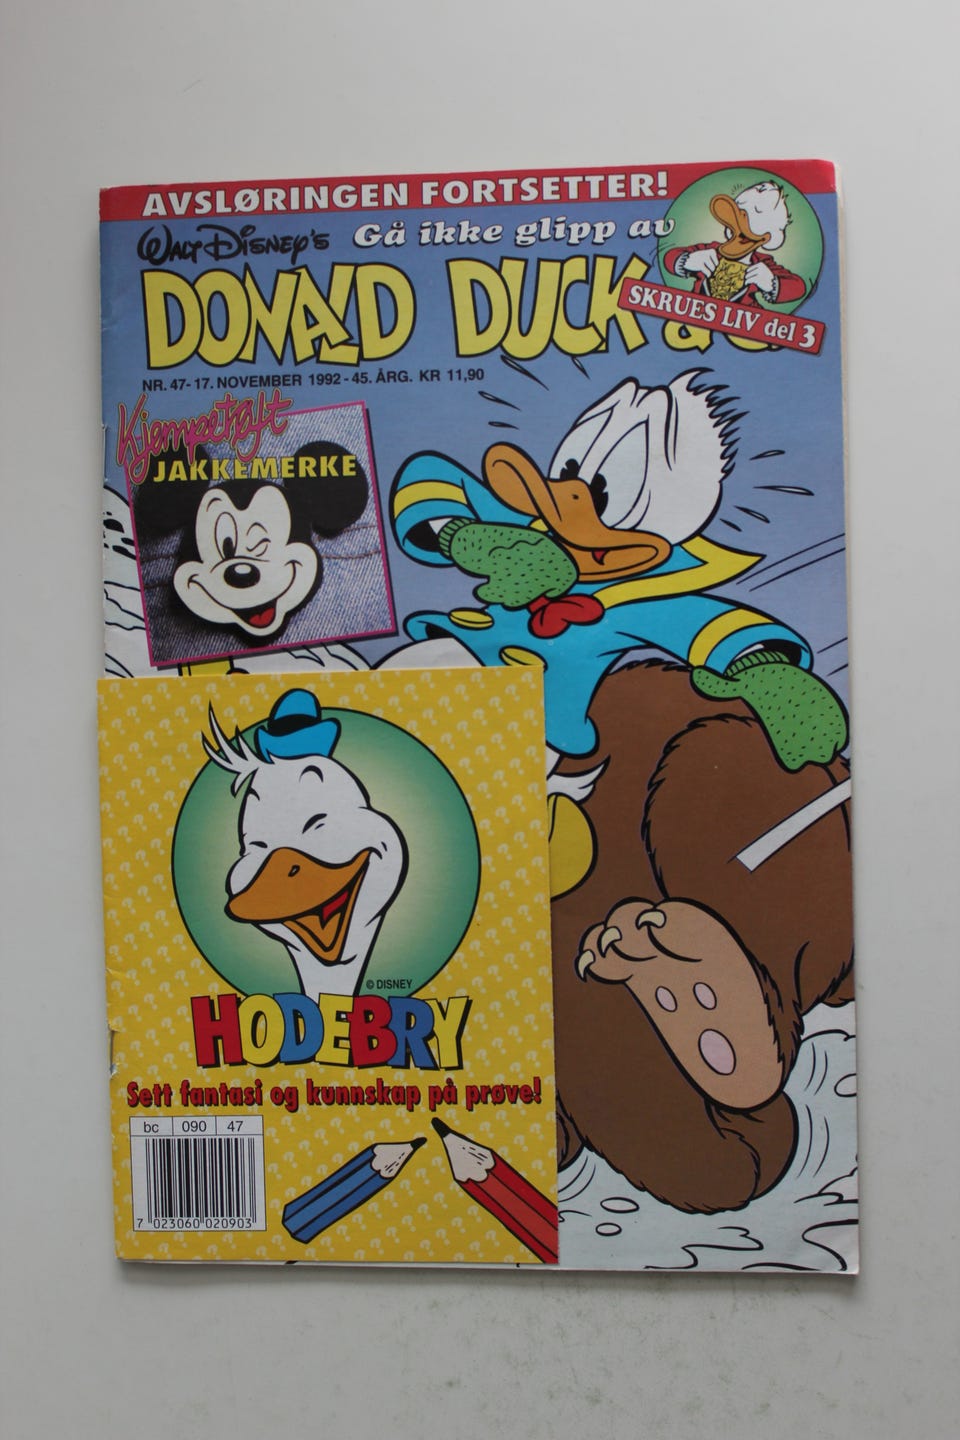 AVSLØRINGEN FORTSETTER!
WALT DISNEY'S Gå ikke glipp av
DONALD DUCK &
SKRUES LIV del 3
NR. 47 - 17. NOVEMBER 1992 - 45. ÅRG. KR 11,90
Kjempetøft
JAKKEMERKE
© DISNEY
HODEBRY
Sett fantasi og kunnskap på prøve!
bc 090 47
7 023060 020903